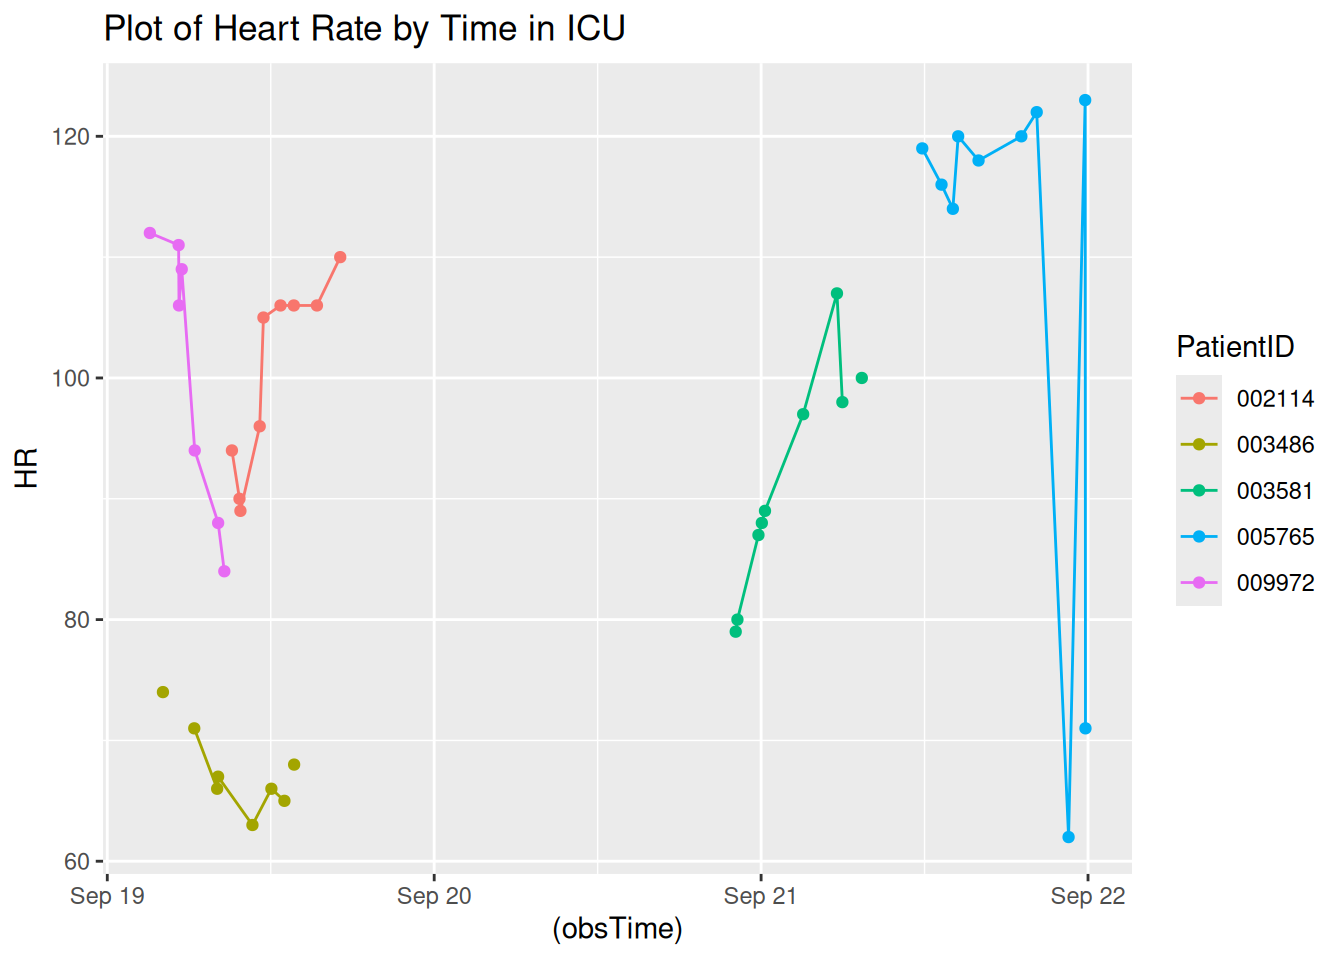 Plot of Heart Rate by Time in ICU
120
100
80
60
HR
Sep 19
Sep 20
Sep 21
Sep 22
(obsTime)
PatientID
002114
003486
003581
005765
009972